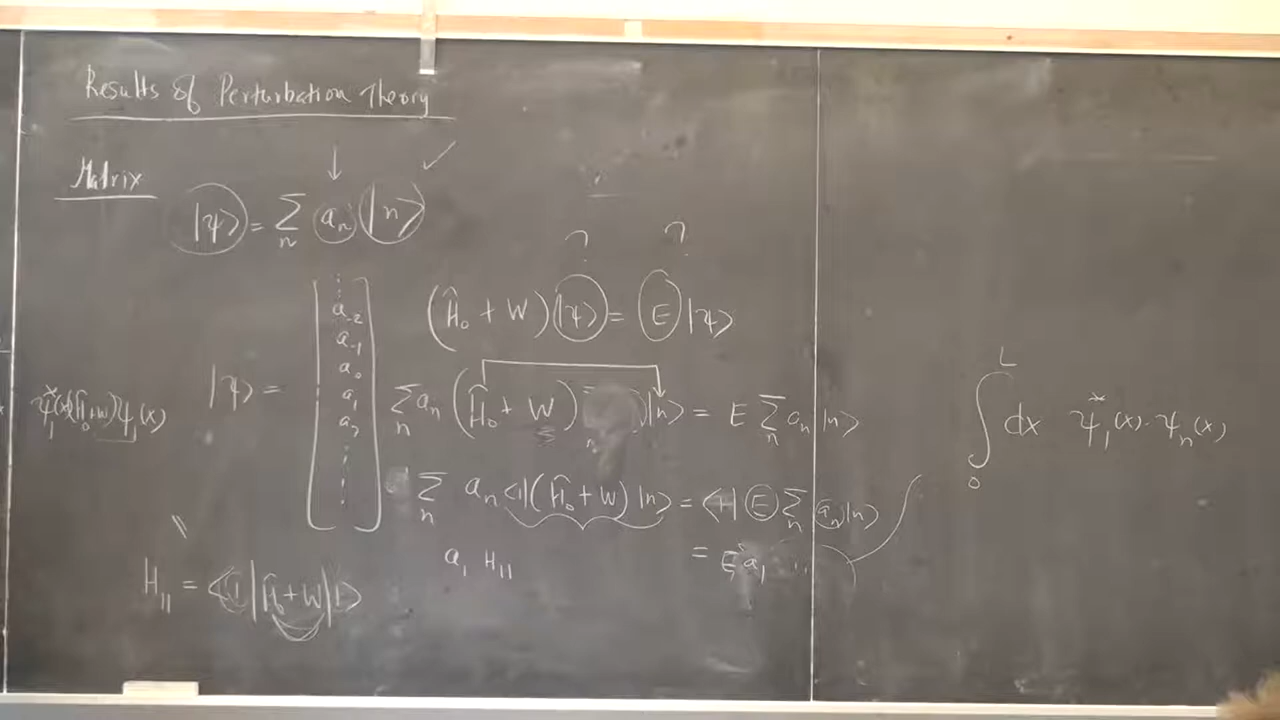 Results of Perturbation Theory
Matrix
|ψ⟩ = Σ_n a_n |n⟩
? ?
(Ĥ₀ + W)|ψ⟩ = E|ψ⟩
|ψ⟩ = [ ⋮ a₋₂ a₋₁ a₀ a₁ a₂ ⋮ ]
Σ_n a_n (Ĥ₀ + W) |n⟩ = E Σ_n a_n |n⟩
ψ₁*(x)(Ĥ₀+W)ψ₁(x)
∫₀^L dx ψ₁*(x)·ψ_n(x)
Σ_n a_n ⟨1|(Ĥ₀ + W)|n⟩ = ⟨1| E Σ_n a_n |n⟩
a₁ H₁₁ = E a₁
H₁₁ = ⟨1|Ĥ₀+W|1⟩